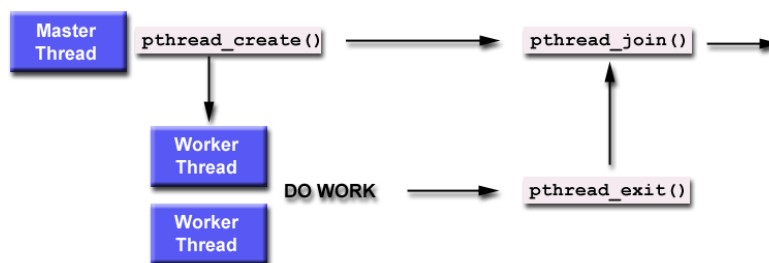 Master
Thread
pthread_create()
pthread_join()
Worker
Thread
DO WORK
pthread_exit()
Worker
Thread